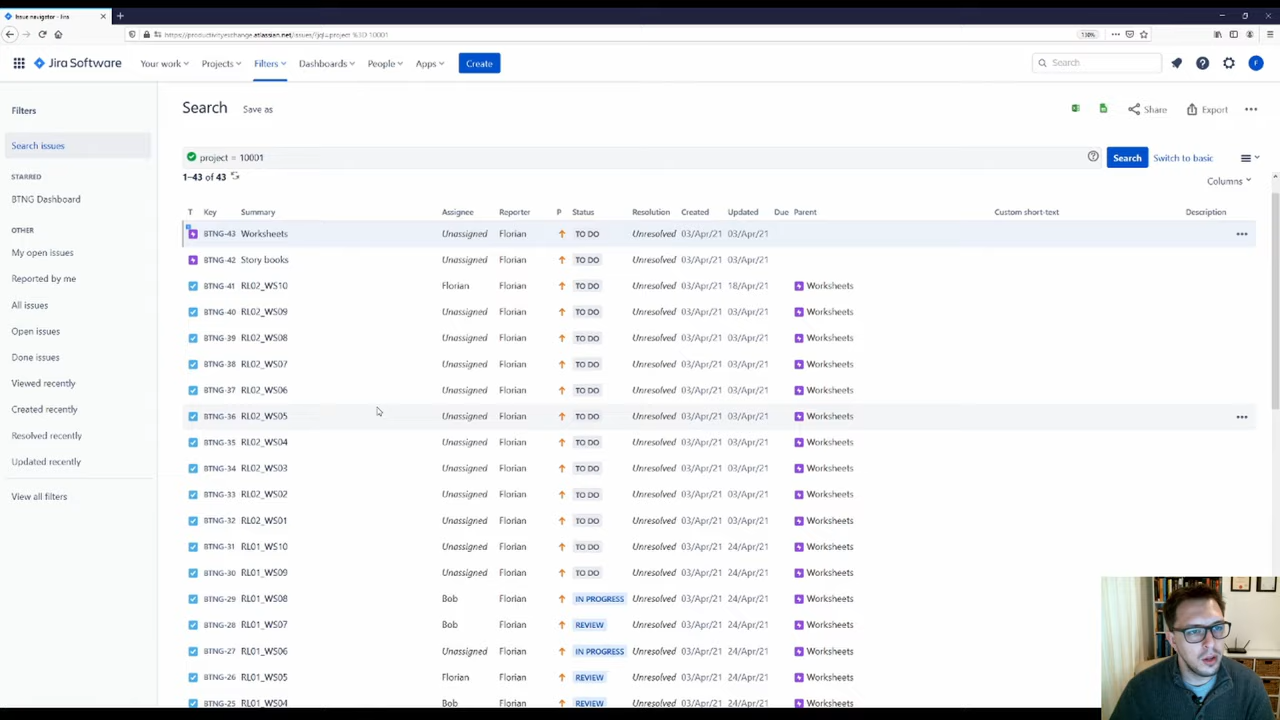 Issue navigator - Jira
https://productivityexchange.atlassian.net/issues/?jql=project %3D 10001
130%
Jira Software Your work Projects Filters Dashboards People Apps Create Search F
Filters
Search issues
STARRED
BTNG Dashboard
OTHER
My open issues
Reported by me
All issues
Open issues
Done issues
Viewed recently
Created recently
Resolved recently
Updated recently
View all filters
Search Save as Share Export
project = 10001 Search Switch to basic
1–43 of 43 Columns
T Key Summary Assignee Reporter P Status Resolution Created Updated Due Parent Custom short-text Description
BTNG-43 Worksheets Unassigned Florian TO DO Unresolved 03/Apr/21 03/Apr/21
BTNG-42 Story books Unassigned Florian TO DO Unresolved 03/Apr/21 03/Apr/21
BTNG-41 RL02_WS10 Florian Florian TO DO Unresolved 03/Apr/21 18/Apr/21 Worksheets
BTNG-40 RL02_WS09 Unassigned Florian TO DO Unresolved 03/Apr/21 03/Apr/21 Worksheets
BTNG-39 RL02_WS08 Unassigned Florian TO DO Unresolved 03/Apr/21 03/Apr/21 Worksheets
BTNG-38 RL02_WS07 Unassigned Florian TO DO Unresolved 03/Apr/21 03/Apr/21 Worksheets
BTNG-37 RL02_WS06 Unassigned Florian TO DO Unresolved 03/Apr/21 03/Apr/21 Worksheets
BTNG-36 RL02_WS05 Unassigned Florian TO DO Unresolved 03/Apr/21 03/Apr/21 Worksheets
BTNG-35 RL02_WS04 Unassigned Florian TO DO Unresolved 03/Apr/21 03/Apr/21 Worksheets
BTNG-34 RL02_WS03 Unassigned Florian TO DO Unresolved 03/Apr/21 03/Apr/21 Worksheets
BTNG-33 RL02_WS02 Unassigned Florian TO DO Unresolved 03/Apr/21 03/Apr/21 Worksheets
BTNG-32 RL02_WS01 Unassigned Florian TO DO Unresolved 03/Apr/21 03/Apr/21 Worksheets
BTNG-31 RL01_WS10 Unassigned Florian TO DO Unresolved 03/Apr/21 24/Apr/21 Worksheets
BTNG-30 RL01_WS09 Unassigned Florian TO DO Unresolved 03/Apr/21 24/Apr/21 Worksheets
BTNG-29 RL01_WS08 Bob Florian IN PROGRESS Unresolved 03/Apr/21 24/Apr/21 Worksheets
BTNG-28 RL01_WS07 Bob Florian REVIEW Unresolved 03/Apr/21 24/Apr/21 Worksheets
BTNG-27 RL01_WS06 Unassigned Florian IN PROGRESS Unresolved 03/Apr/21 24/Apr/21 Worksheets
BTNG-26 RL01_WS05 Florian Florian REVIEW Unresolved 03/Apr/21 24/Apr/21 Worksheets
BTNG-25 RL01_WS04 Bob Florian REVIEW Unresolved 03/Apr/21 24/Apr/21 Worksheets